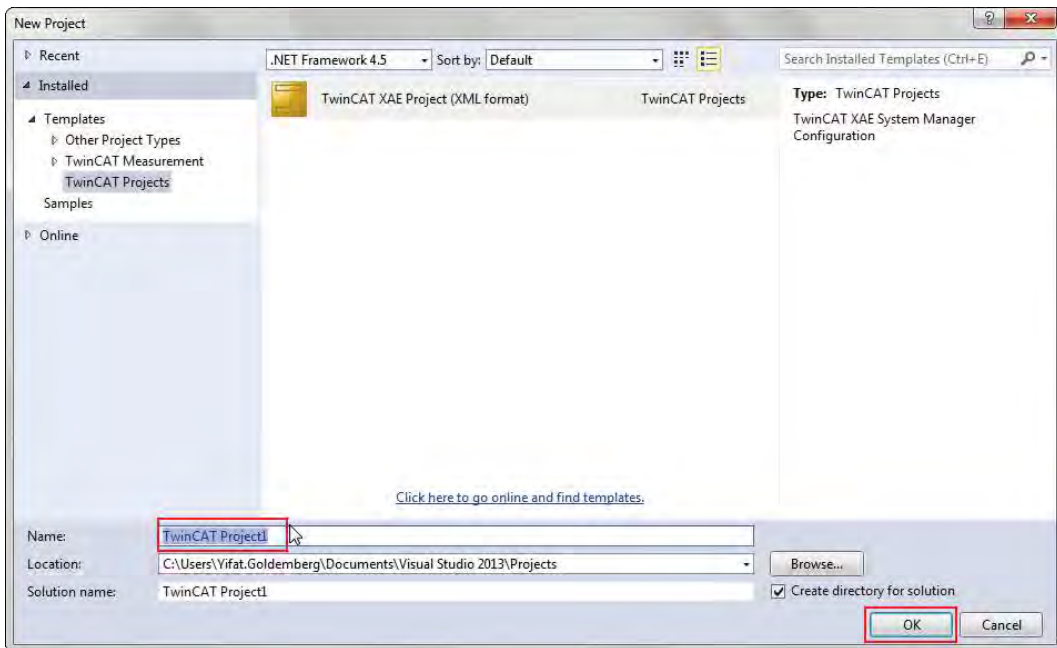 New Project
Recent
.NET Framework 4.5
Sort by: Default
Search Installed Templates (Ctrl+E)
Installed
TwinCAT XAE Project (XML format)
TwinCAT Projects
Type: TwinCAT Projects
TwinCAT XAE System Manager
Configuration
Templates
Other Project Types
TwinCAT Measurement
TwinCAT Projects
Samples
Online
Click here to go online and find templates.
Name:
TwinCAT Project1
Location:
C:\Users\Yifat.Goldemberg\Documents\Visual Studio 2013\Projects
Browse...
Solution name:
TwinCAT Project1
Create directory for solution
OK
Cancel